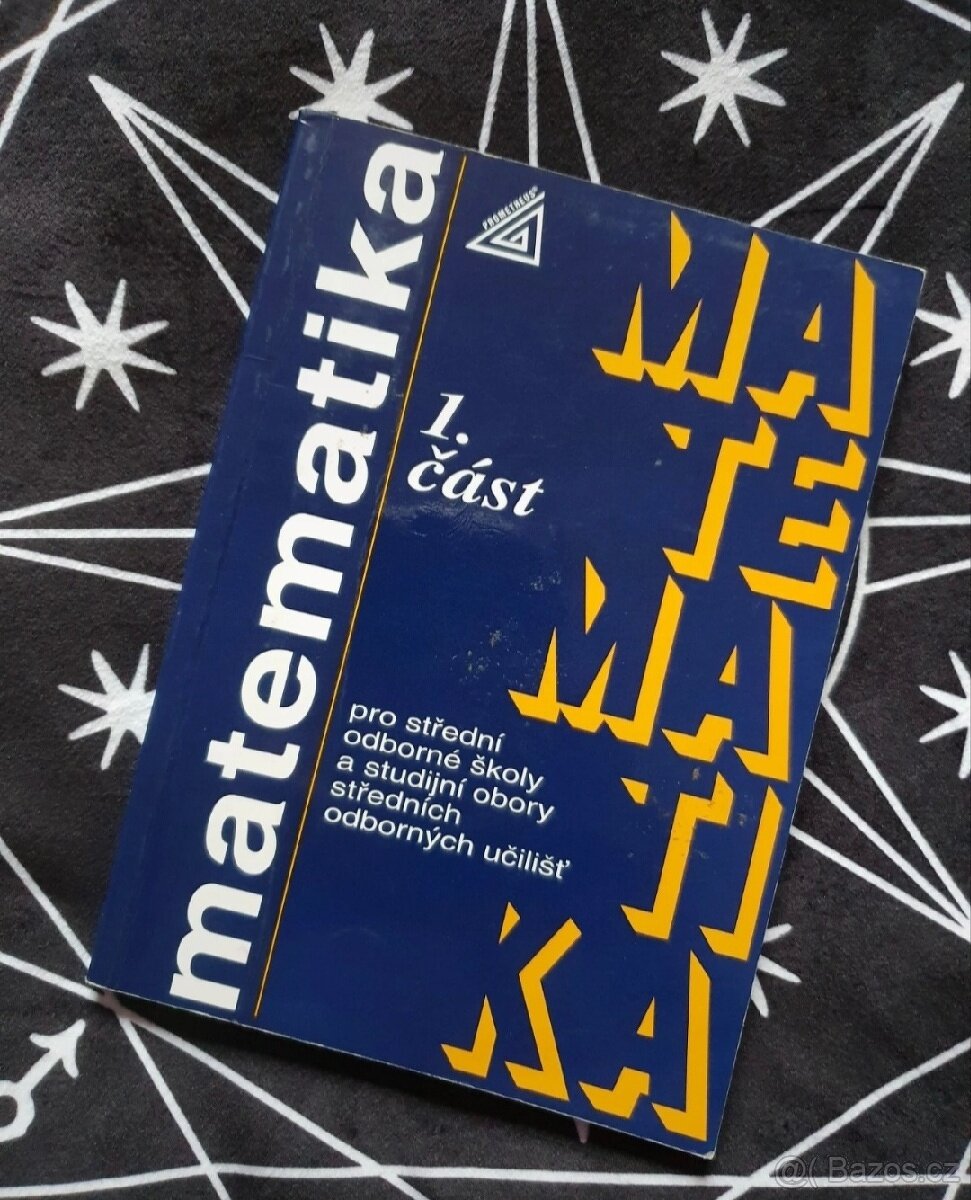 matematika
PROMETHEUS®
1.
část
pro střední
odborné školy
a studijní obory
středních
odborných učilišť
MA
TE
MA
TI
KA
@( Bazos.cz